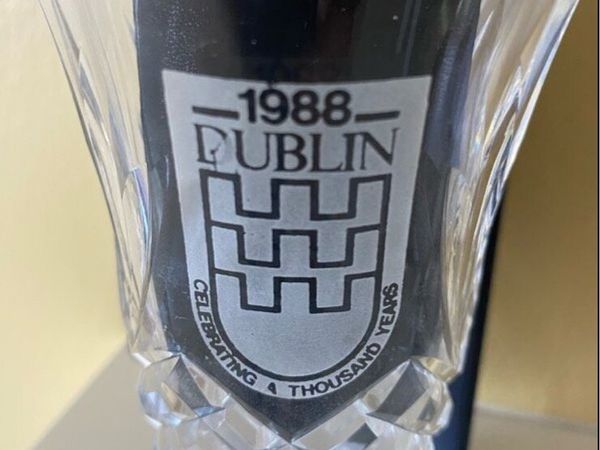 1988
DUBLIN
CELEBRATING A THOUSAND YEARS